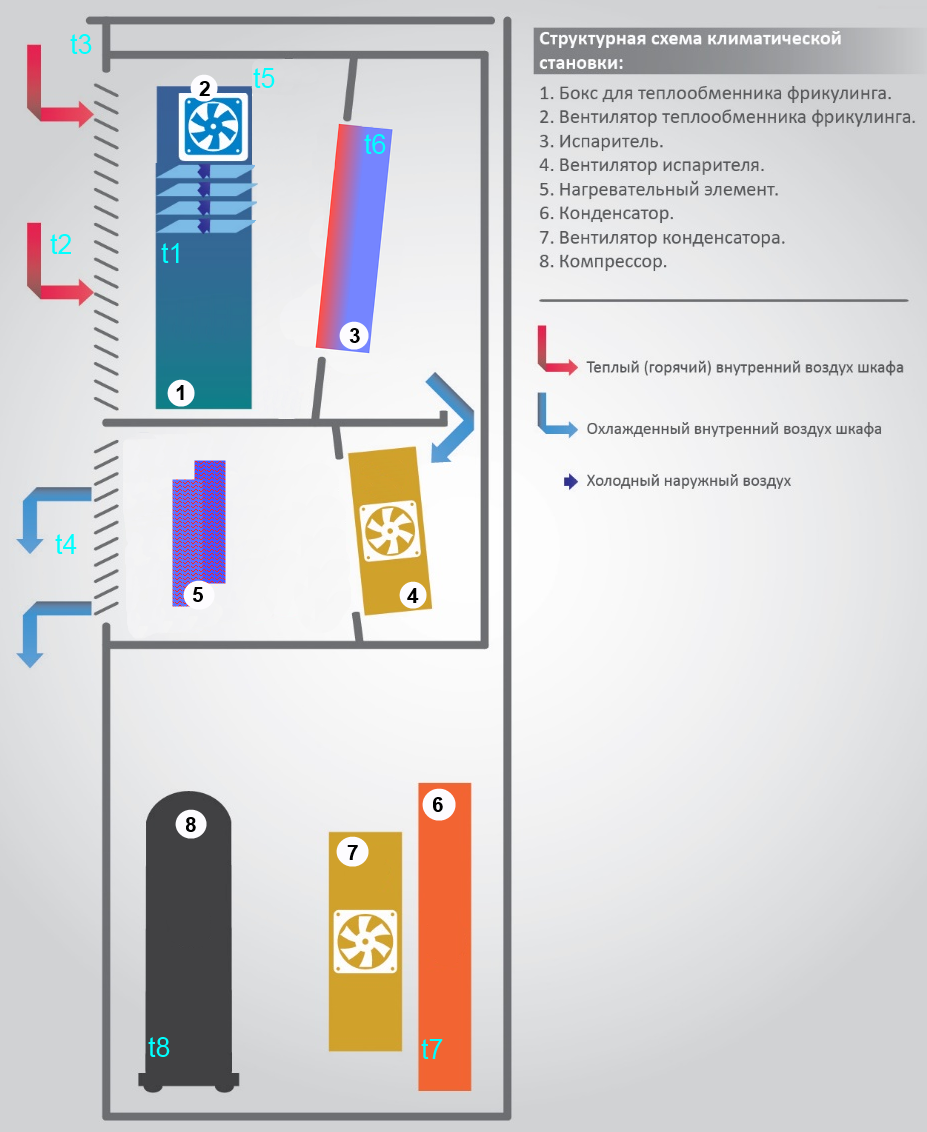 Структурная схема климатической
становки:
1. Бокс для теплообменника фрикулинга.
2. Вентилятор теплообменника фрикулинга.
3. Испаритель.
4. Вентилятор испарителя.
5. Нагревательный элемент.
6. Конденсатор.
7. Вентилятор конденсатора.
8. Компрессор.
Теплый (горячий) внутренний воздух шкафа
Охлажденный внутренний воздух шкафа
Холодный наружный воздух
t3
t5
2
t6
t2
t1
3
1
t4
5
4
6
8
7
t8
t7